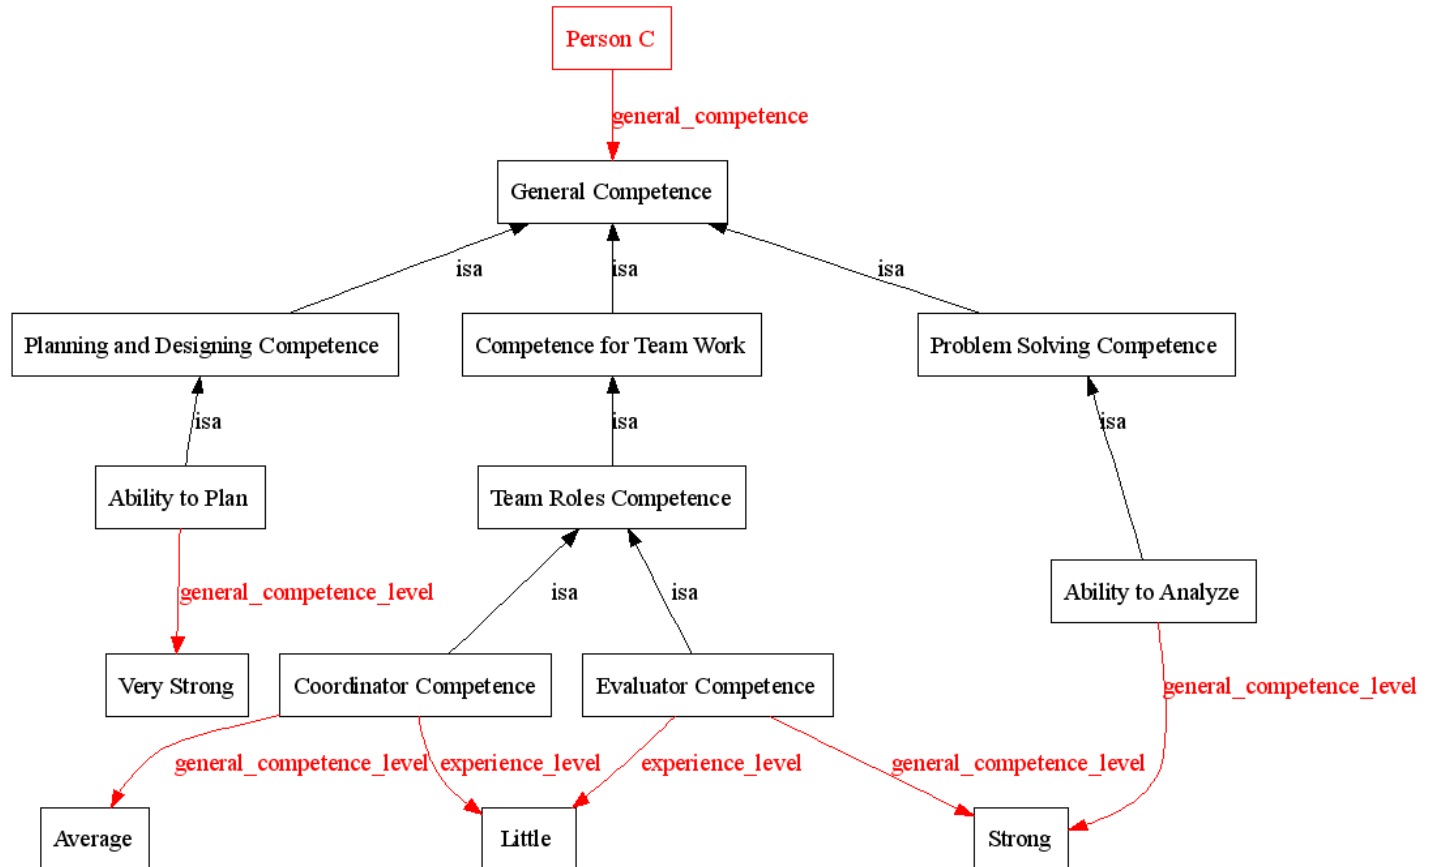 Person C
general_competence
General Competence
isa
isa
isa
Planning and Designing Competence
Competence for Team Work
Problem Solving Competence
isa
isa
isa
Ability to Plan
Team Roles Competence
general_competence_level
isa
isa
Ability to Analyze
Very Strong
Coordinator Competence
Evaluator Competence
general_competence_level
general_competence_level
experience_level
experience_level
general_competence_level
Average
Little
Strong